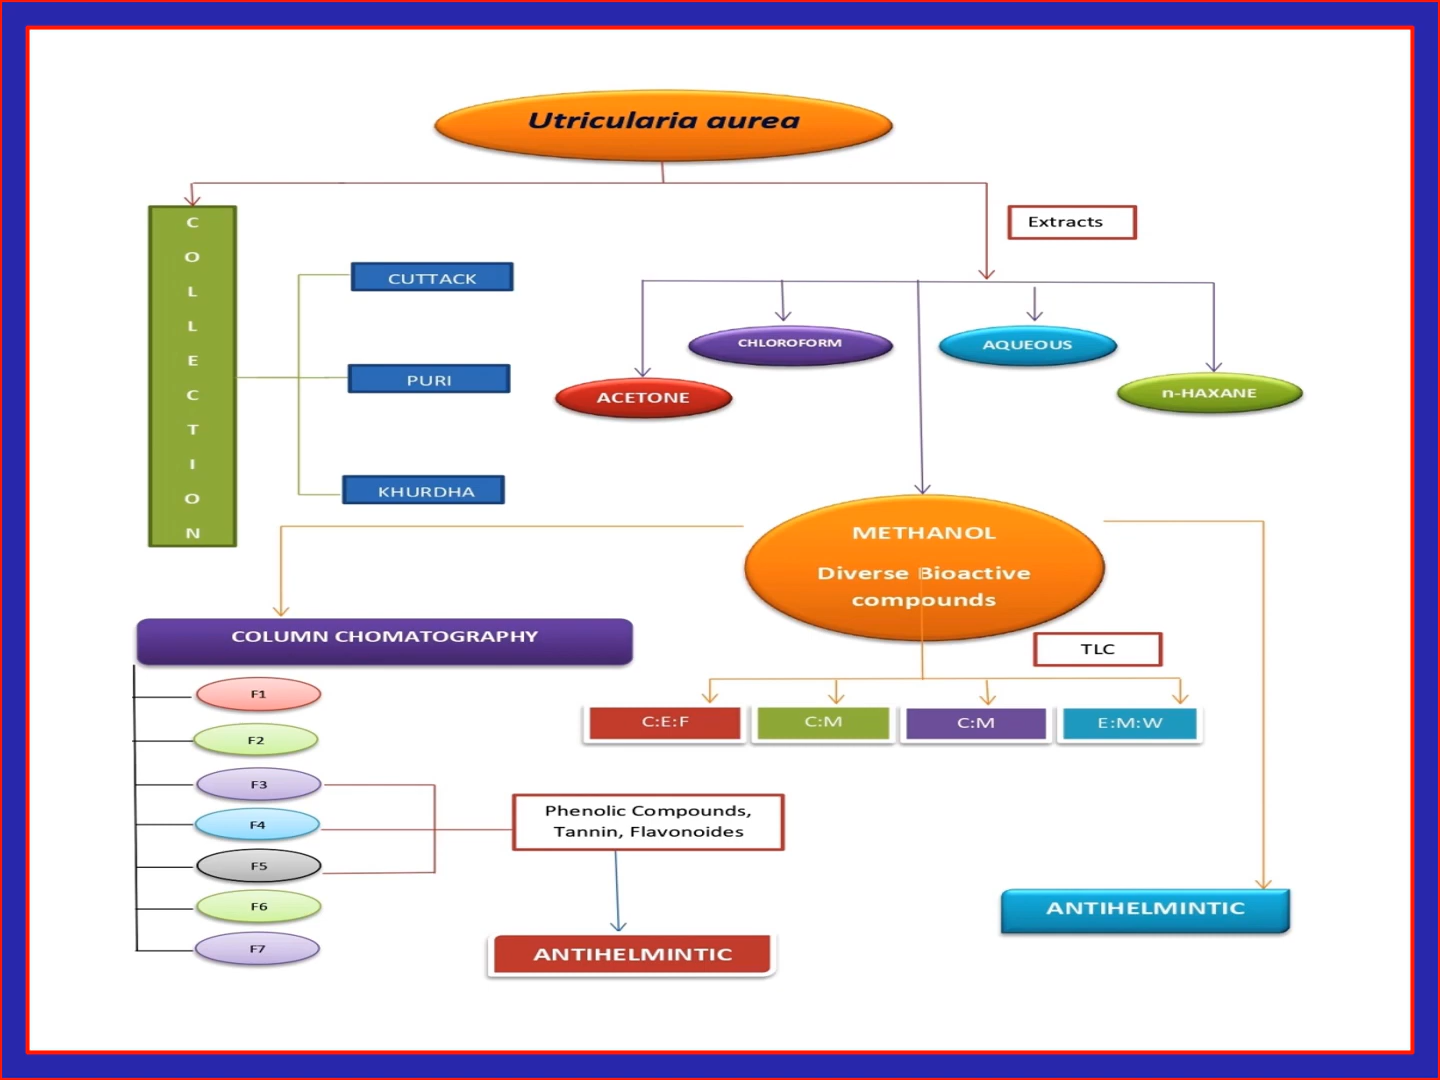 Utricularia aurea
C
O
L
L
E
C
T
I
O
N
Extracts
CUTTACK
PURI
KHURDHA
CHLOROFORM
AQUEOUS
ACETONE
n-HAXANE
METHANOL
Diverse Bioactive
compounds
COLUMN CHOMATOGRAPHY
TLC
F1
F2
F3
F4
F5
F6
F7
C:E:F
C:M
C:M
E:M:W
Phenolic Compounds,
Tannin, Flavonoides
ANTIHELMINTIC
ANTIHELMINTIC